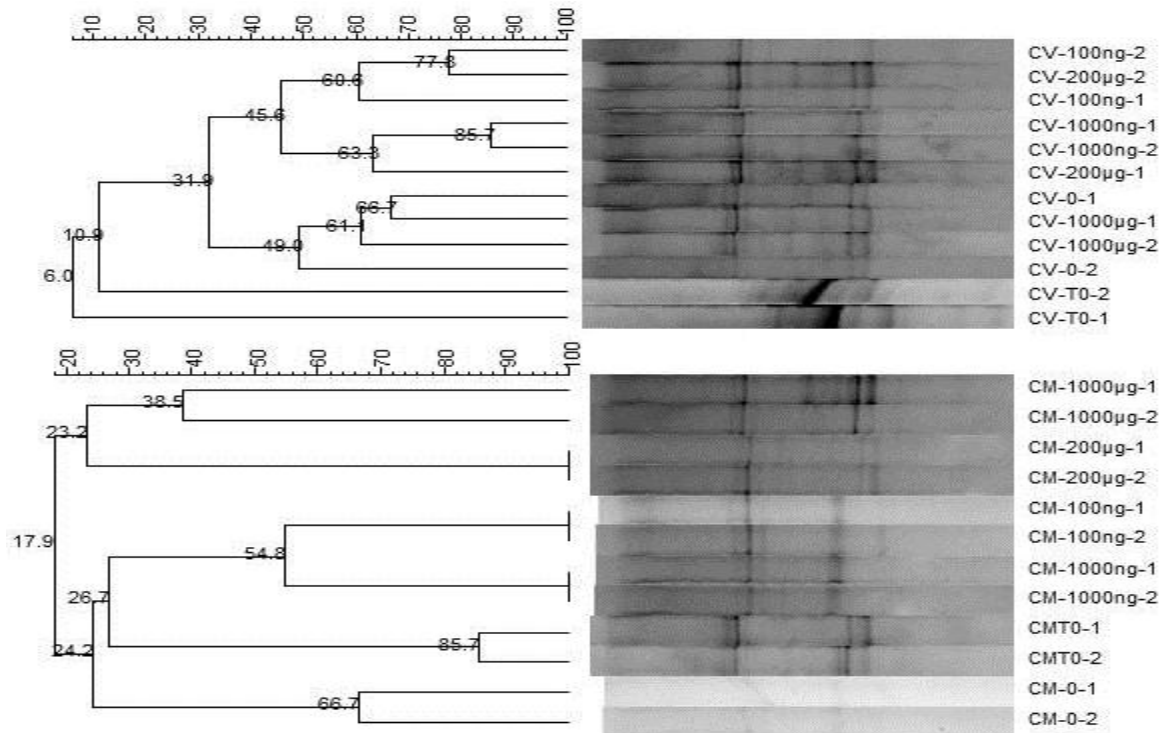 10 20 30 40 50 60 70 80 90 100
77.8 CV-100ng-2
CV-200µg-2
60.6 CV-100ng-1
45.6 85.7 CV-1000ng-1
63.3 CV-1000ng-2
CV-200µg-1
31.9 66.7 CV-0-1
61.1 CV-1000µg-1
10.9 49.0 CV-1000µg-2
6.0 CV-0-2
CV-T0-2
CV-T0-1
20 30 40 50 60 70 80 90 100
38.5 CM-1000µg-1
23.2 CM-1000µg-2
CM-200µg-1
CM-200µg-2
CM-100ng-1
17.9 54.8 CM-100ng-2
CM-1000ng-1
26.7 CM-1000ng-2
CMT0-1
24.2 85.7 CMT0-2
66.7 CM-0-1
CM-0-2